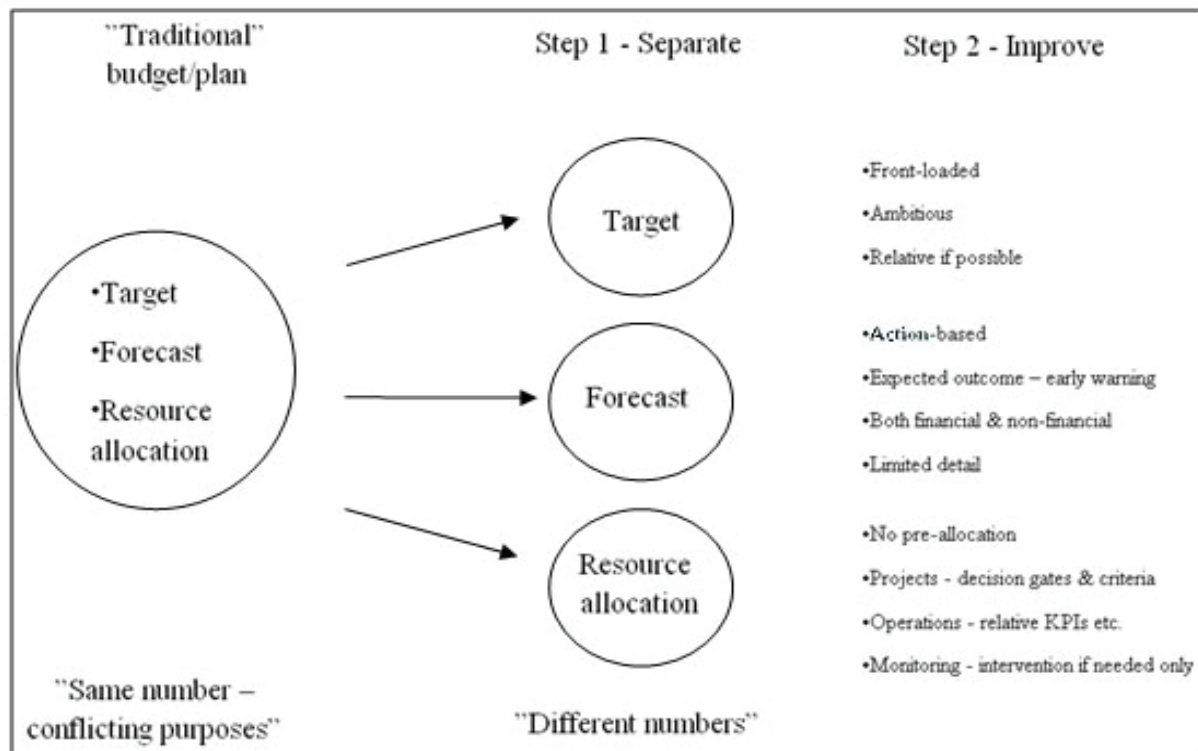 ”Traditional”
budget/plan
•Target
•Forecast
•Resource
allocation
”Same number –
conflicting purposes”
Step 1 - Separate
Target
Forecast
Resource
allocation
”Different numbers”
Step 2 - Improve
•Front-loaded
•Ambitious
•Relative if possible
•Action-based
•Expected outcome – early warning
•Both financial & non-financial
•Limited detail
•No pre-allocation
•Projects - decision gates & criteria
•Operations - relative KPIs etc.
•Monitoring - intervention if needed only